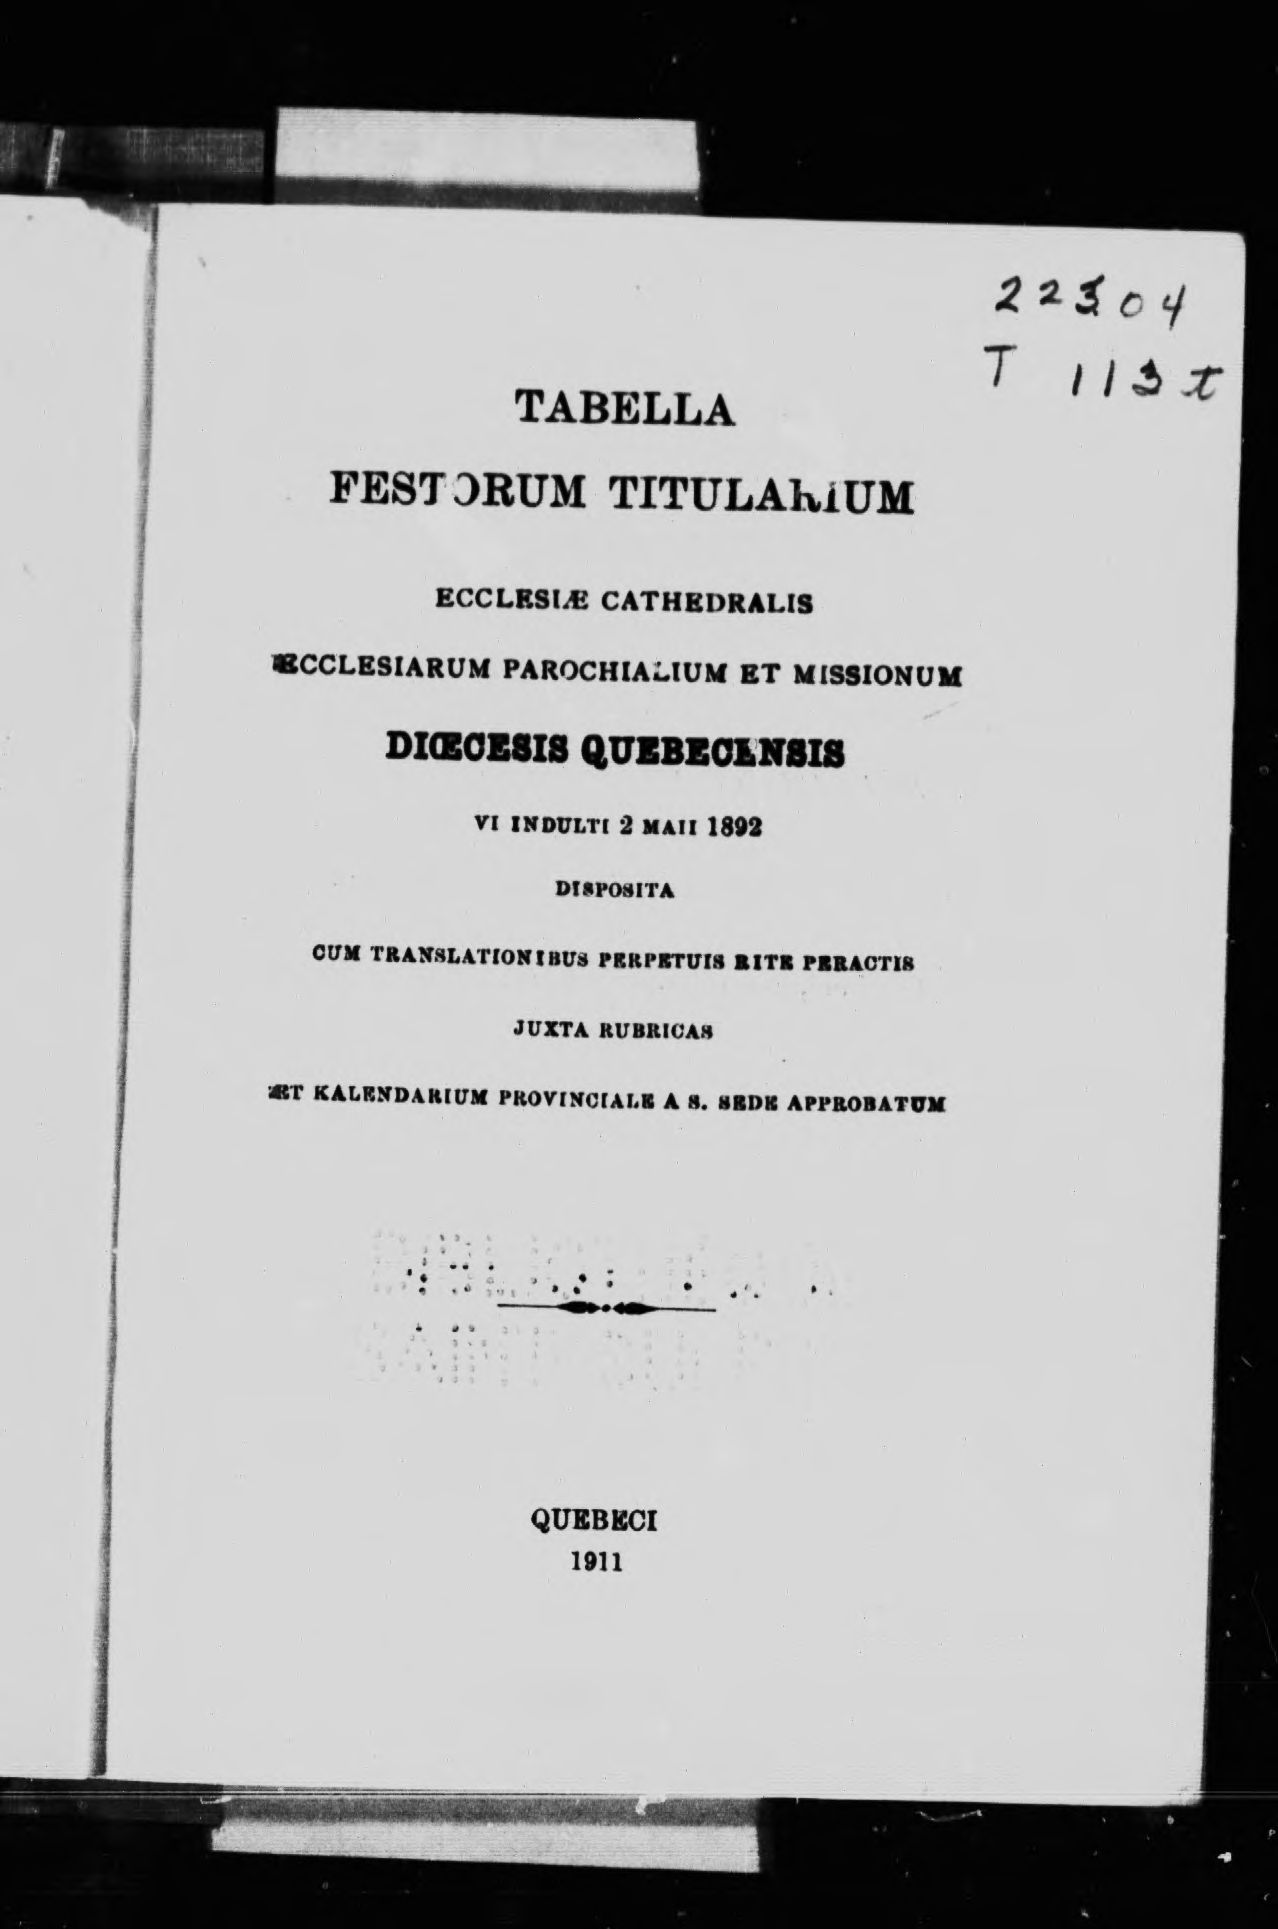 22304
T 113t
TABELLA
FESTORUM TITULARIUM
ECCLESIÆ CATHEDRALIS
ECCLESIARUM PAROCHIALIUM ET MISSIONUM
DIŒCESIS QUEBECENSIS
VI INDULTI 2 MAII 1892
DISPOSITA
CUM TRANSLATIONIBUS PERPETUIS RITE PERACTIS
JUXTA RUBRICAS
ET KALENDARIUM PROVINCIALE A S. SEDE APPROBATUM
QUEBECI
1911